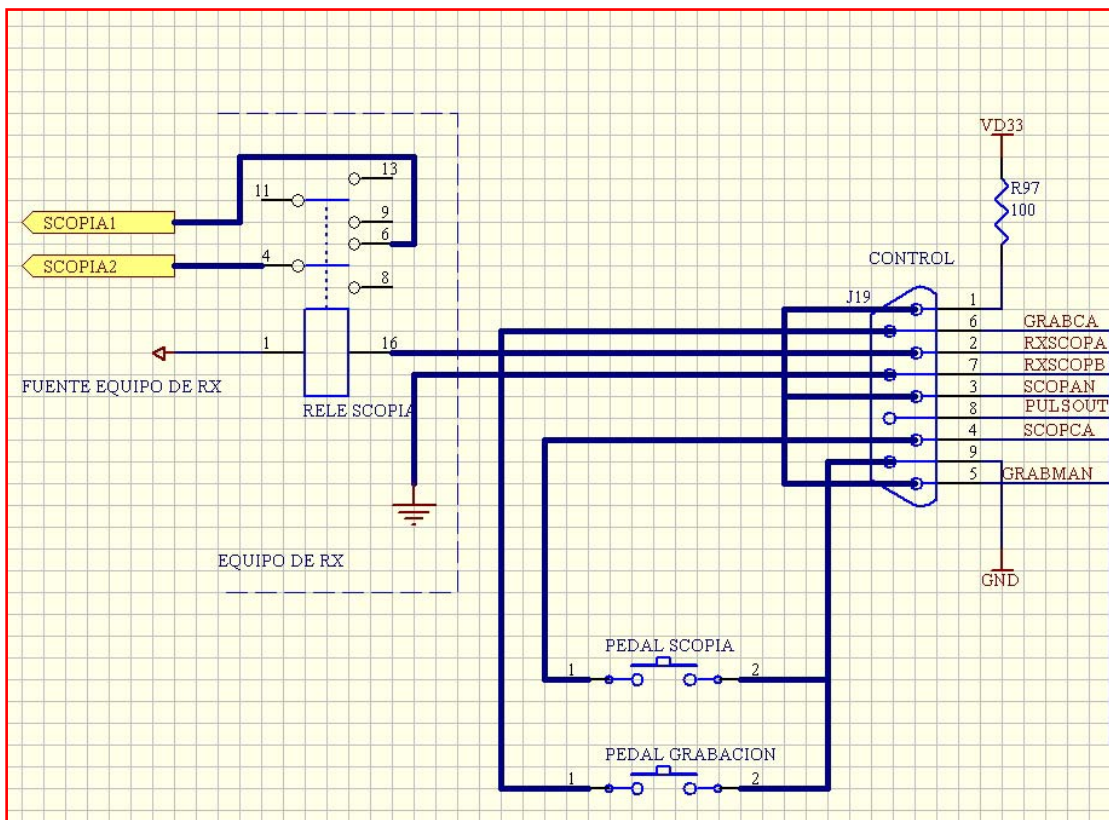 VD33
R97
100
CONTROL
J19
1
6
GRABCA
2
RXSCOPA
7
RXSCOPB
3
SCOPAN
8
PULSOUT
4
SCOPCA
9
5
GRABMAN
GND
13
11
9
6
SCOPIA1
4
SCOPIA2
8
1
16
FUENTE EQUIPO DE RX
RELE SCOPIA
EQUIPO DE RX
PEDAL SCOPIA
1
2
PEDAL GRABACION
1
2